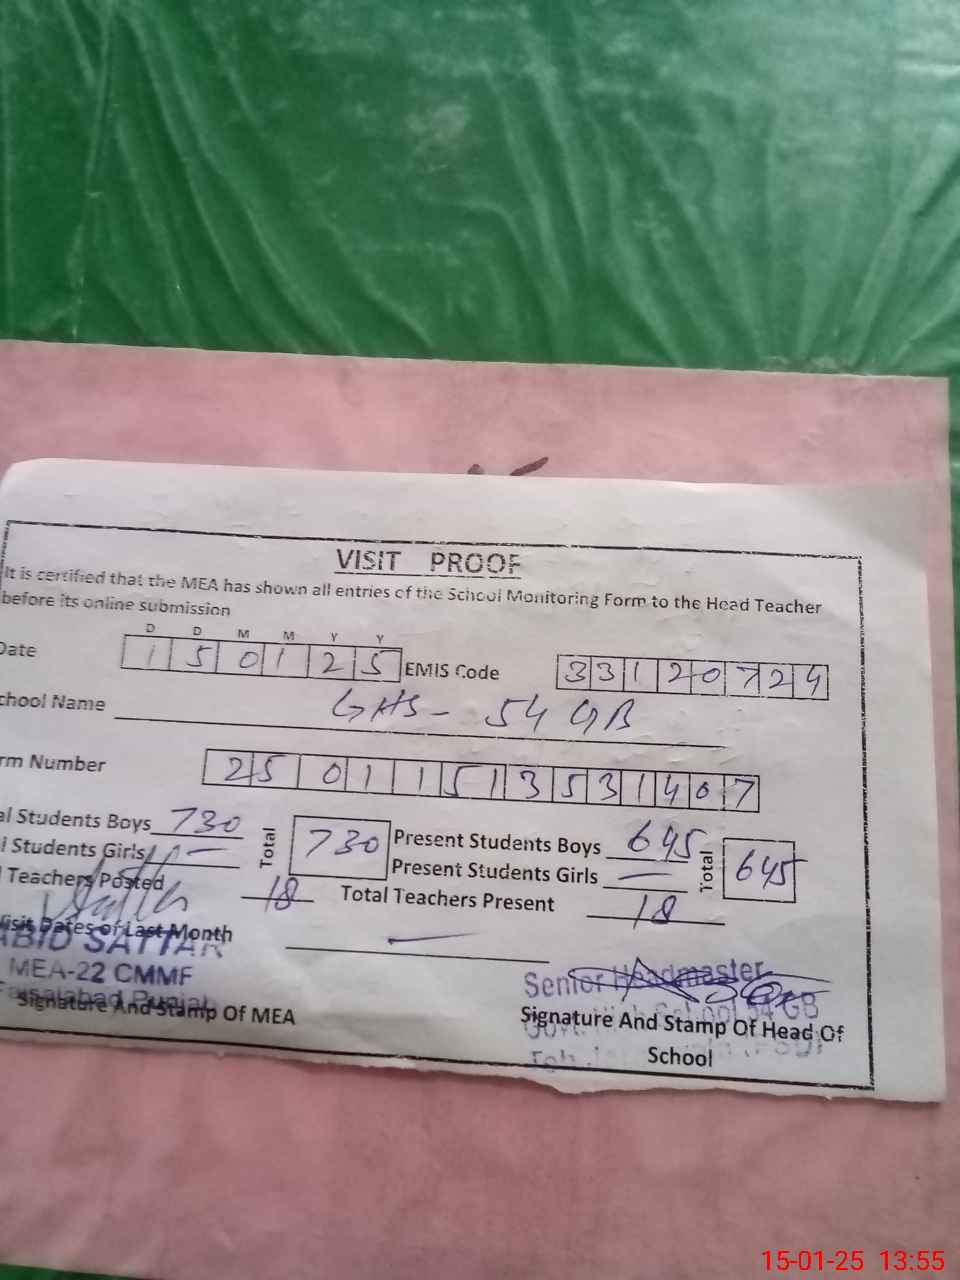 VISIT PROOF
It is certified that the MEA has shown all entries of the School Monitoring Form to the Head Teacher
before its online submission
D D M M Y Y
Date 1 5 0 1 2 5 EMIS Code 3 3 1 2 0 7 2 4
chool Name GHS - 54 GB
rm Number 2 5 0 1 1 5 1 3 5 3 1 4 0 7
al Students Boys 730 Total 730 Present Students Boys 645 Total 645
l Students Girls — Present Students Girls —
l Teachers Posted 18 Total Teachers Present 18
Visit Dates of Last Month —
ABID SATTAR
MEA-22 CMMF
Faisalabad Punjab
Signature And Stamp Of MEA
Senior Headmaster
School 54 GB
Signature And Stamp Of Head Of
School
15-01-25 13:55